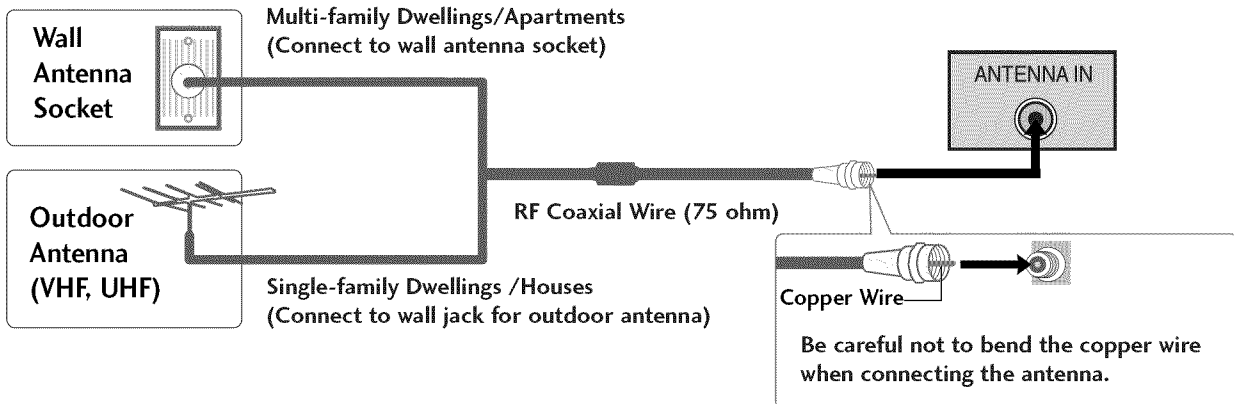 Multi-family Dwellings/Apartments
(Connect to wall antenna socket)
Wall
Antenna
Socket
ANTENNA IN
RF Coaxial Wire (75 ohm)
Outdoor
Antenna
(VHF, UHF)
Single-family Dwellings /Houses
(Connect to wall jack for outdoor antenna)
Copper Wire
Be careful not to bend the copper wire
when connecting the antenna.